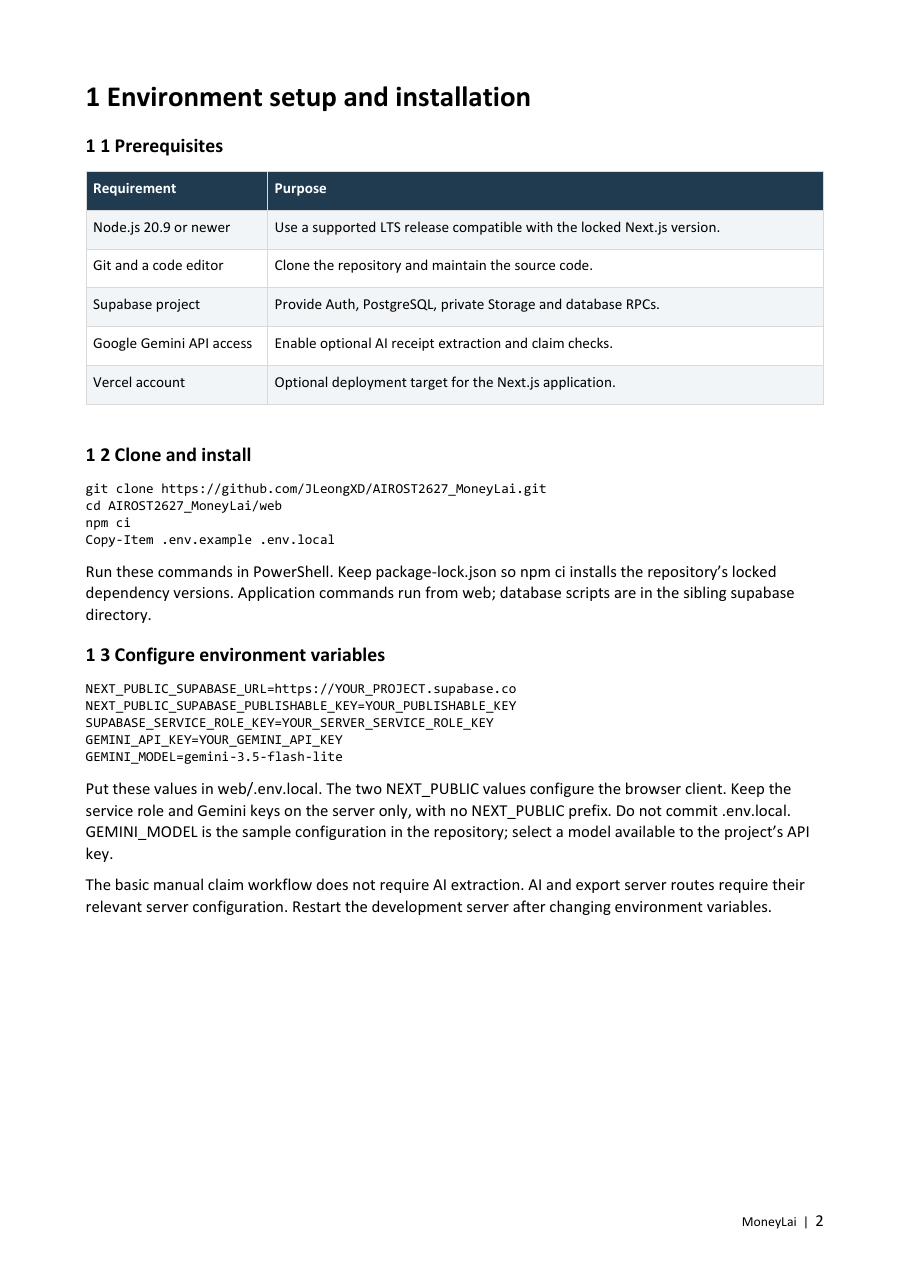 1 Environment setup and installation
1 1 Prerequisites
Requirement Purpose
Node.js 20.9 or newer Use a supported LTS release compatible with the locked Next.js version.
Git and a code editor Clone the repository and maintain the source code.
Supabase project Provide Auth, PostgreSQL, private Storage and database RPCs.
Google Gemini API access Enable optional AI receipt extraction and claim checks.
Vercel account Optional deployment target for the Next.js application.
1 2 Clone and install
git clone https://github.com/JLeongXD/AIROST2627_MoneyLai.git
cd AIROST2627_MoneyLai/web
npm ci
Copy-Item .env.example .env.local
Run these commands in PowerShell. Keep package-lock.json so npm ci installs the repository’s locked
dependency versions. Application commands run from web; database scripts are in the sibling supabase
directory.
1 3 Configure environment variables
NEXT_PUBLIC_SUPABASE_URL=https://YOUR_PROJECT.supabase.co
NEXT_PUBLIC_SUPABASE_PUBLISHABLE_KEY=YOUR_PUBLISHABLE_KEY
SUPABASE_SERVICE_ROLE_KEY=YOUR_SERVER_SERVICE_ROLE_KEY
GEMINI_API_KEY=YOUR_GEMINI_API_KEY
GEMINI_MODEL=gemini-3.5-flash-lite
Put these values in web/.env.local. The two NEXT_PUBLIC values configure the browser client. Keep the
service role and Gemini keys on the server only, with no NEXT_PUBLIC prefix. Do not commit .env.local.
GEMINI_MODEL is the sample configuration in the repository; select a model available to the project’s API
key.
The basic manual claim workflow does not require AI extraction. AI and export server routes require their
relevant server configuration. Restart the development server after changing environment variables.
MoneyLai | 2